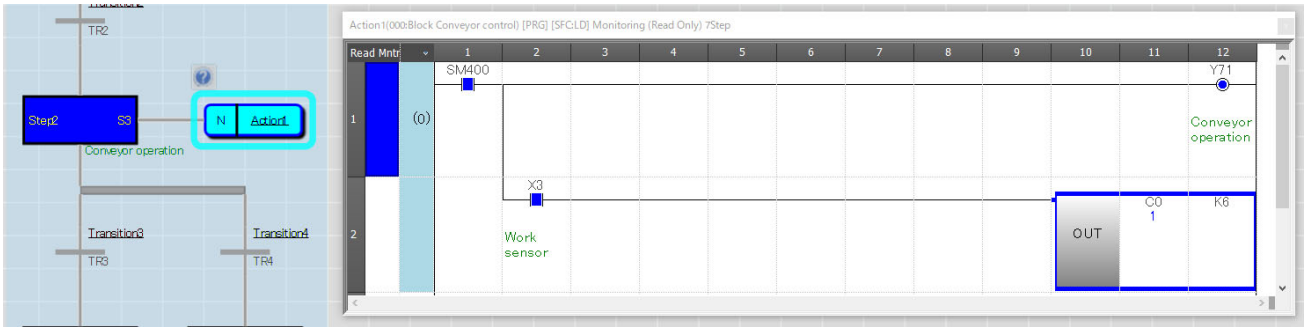 Transition2
TR2
?
Step2 S3
N Action1
Conveyor operation
Transition3
TR3
Transition4
TR4
Action1(000:Block Conveyor control) [PRG] [SFC:LD] Monitoring (Read Only) 7Step
Read Mntr 1 2 3 4 5 6 7 8 9 10 11 12
SM400 Y71
1 (0)
Conveyor
operation
X3 C0 K6
1
2 OUT
Work
sensor